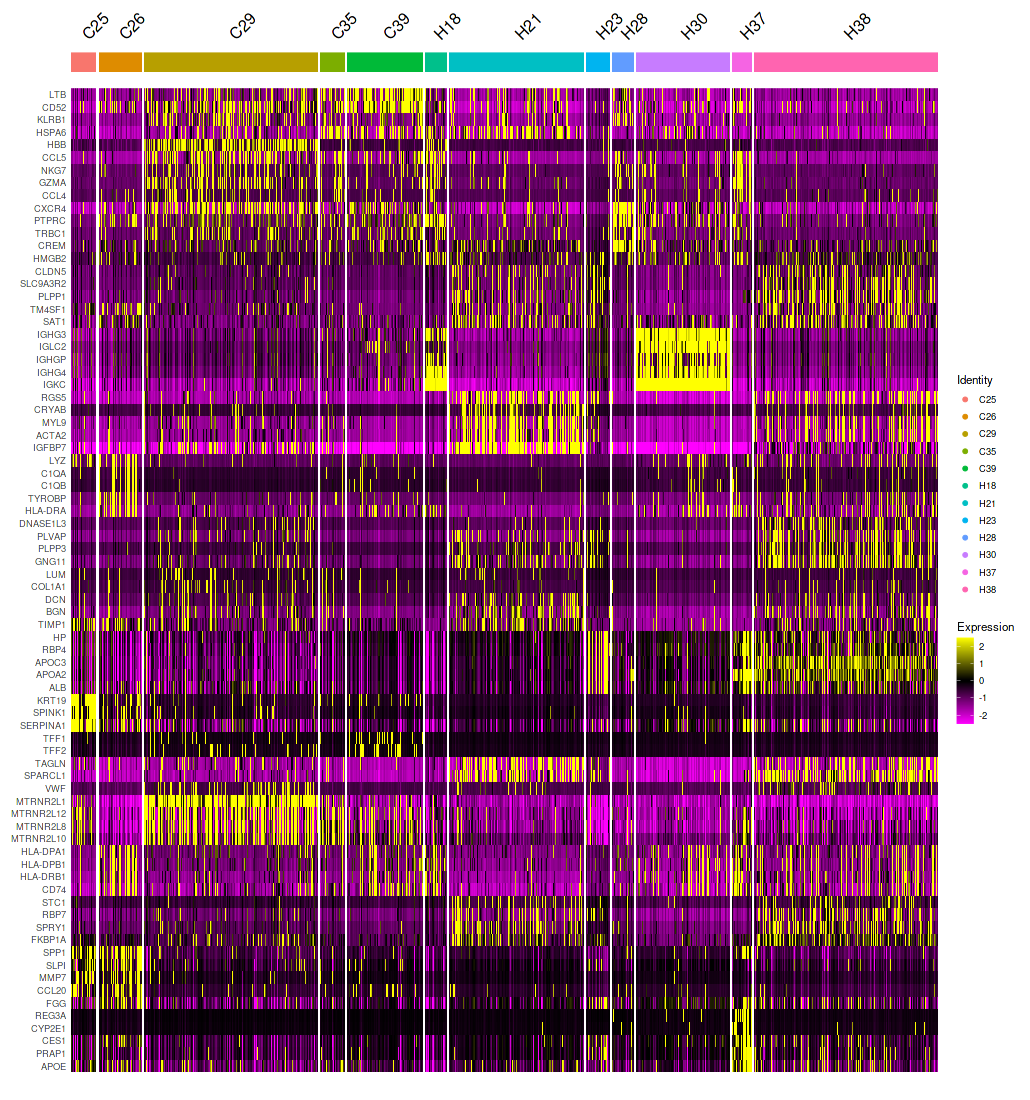 C25 C26 C29 C35 C39 H18 H21 H23 H28 H30 H37 H38
LTB
CD52
KLRB1
HSPA6
HBB
CCL5
NKG7
GZMA
CCL4
CXCR4
PTPRC
TRBC1
CREM
HMGB2
CLDN5
SLC9A3R2
PLPP1
TM4SF1
SAT1
IGHG3
IGLC2
IGHGP
IGHG4
IGKC
RGS5
CRYAB
MYL9
ACTA2
IGFBP7
LYZ
C1QA
C1QB
TYROBP
HLA-DRA
DNASE1L3
PLVAP
PLPP3
GNG11
LUM
COL1A1
DCN
BGN
TIMP1
HP
RBP4
APOC3
APOA2
ALB
KRT19
SPINK1
SERPINA1
TFF1
TFF2
TAGLN
SPARCL1
VWF
MTRNR2L1
MTRNR2L12
MTRNR2L8
MTRNR2L10
HLA-DPA1
HLA-DPB1
HLA-DRB1
CD74
STC1
RBP7
SPRY1
FKBP1A
SPP1
SLPI
MMP7
CCL20
FGG
REG3A
CYP2E1
CES1
PRAP1
APOE
Identity
C25
C26
C29
C35
C39
H18
H21
H23
H28
H30
H37
H38
Expression
2
1
0
-1
-2